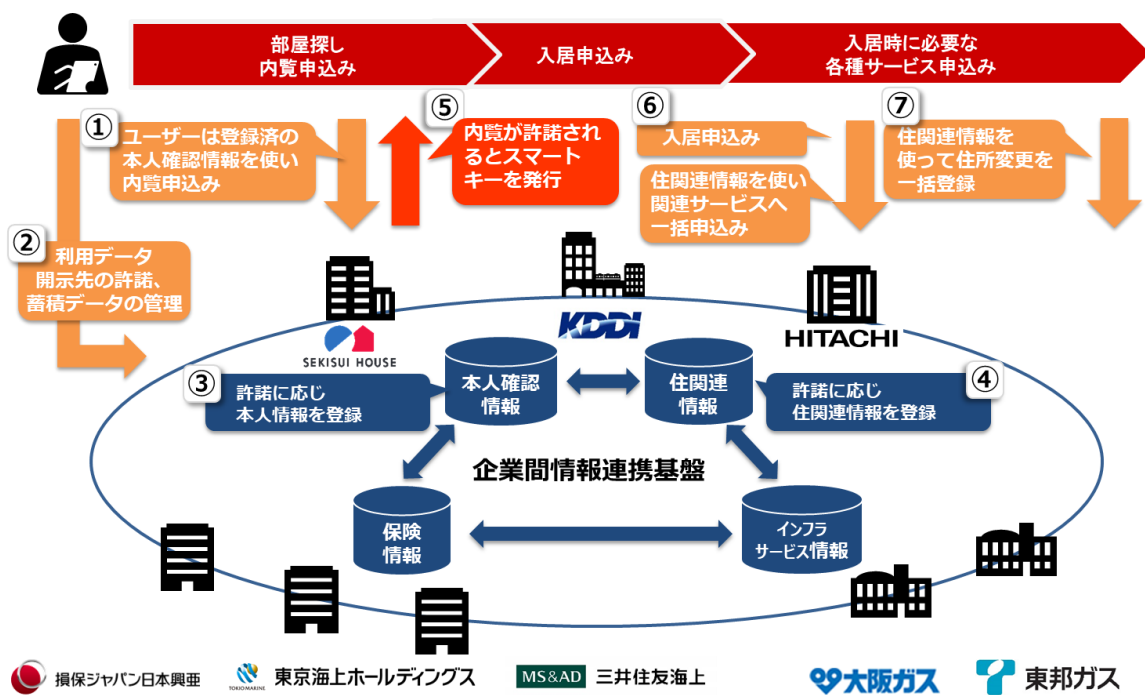 部屋探し
内覧申込み
入居申込み
入居時に必要な
各種サービス申込み
①
ユーザーは登録済の
本人確認情報を使い
内覧申込み
⑤
内覧が許諾され
るとスマート
キーを発行
⑥
入居申込み
住関連情報を使い
関連サービスへ
一括申込み
⑦
住関連情報を
使って住所変更を
一括登録
②
利用データ
開示先の許諾、
蓄積データの管理
SEKISUI HOUSE
KDDI
HITACHI
③
許諾に応じ
本人情報を登録
本人確認
情報
住関連
情報
④
許諾に応じ
住関連情報を登録
企業間情報連携基盤
保険
情報
インフラ
サービス情報
損保ジャパン日本興亜
TOKIO MARINE
東京海上ホールディングス
MS&AD
三井住友海上
大阪ガス
東邦ガス